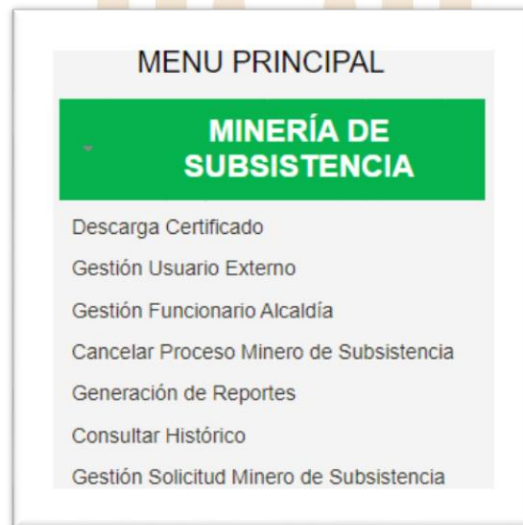 MENU PRINCIPAL
MINERÍA DE
SUBSISTENCIA
Descarga Certificado
Gestión Usuario Externo
Gestión Funcionario Alcaldía
Cancelar Proceso Minero de Subsistencia
Generación de Reportes
Consultar Histórico
Gestión Solicitud Minero de Subsistencia